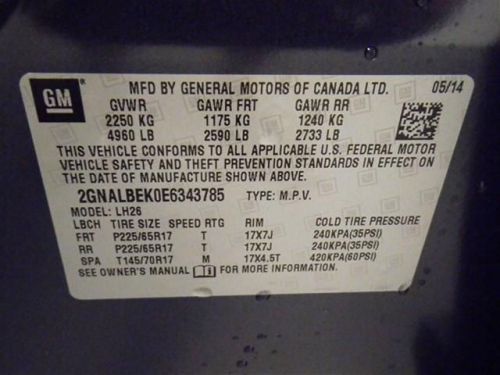 GM ®
MFD BY GENERAL MOTORS OF CANADA LTD. 05/14
GVWR GAWR FRT GAWR RR
2250 KG 1175 KG 1240 KG
4960 LB 2590 LB 2733 LB
THIS VEHICLE CONFORMS TO ALL APPLICABLE U.S. FEDERAL MOTOR
VEHICLE SAFETY AND THEFT PREVENTION STANDARDS IN EFFECT ON
THE DATE OF MANUFACTURE SHOWN ABOVE.
2GNALBEK0E6343785 TYPE: M.P.V.
MODEL: LH26
LBCH TIRE SIZE SPEED RTG RIM COLD TIRE PRESSURE
FRT P225/65R17 T 17X7J 240KPA(35PSI)
RR P225/65R17 T 17X7J 240KPA(35PSI)
SPA T145/70R17 M 17X4.5T 420KPA(60PSI)
SEE OWNER'S MANUAL FOR MORE INFORMATION.